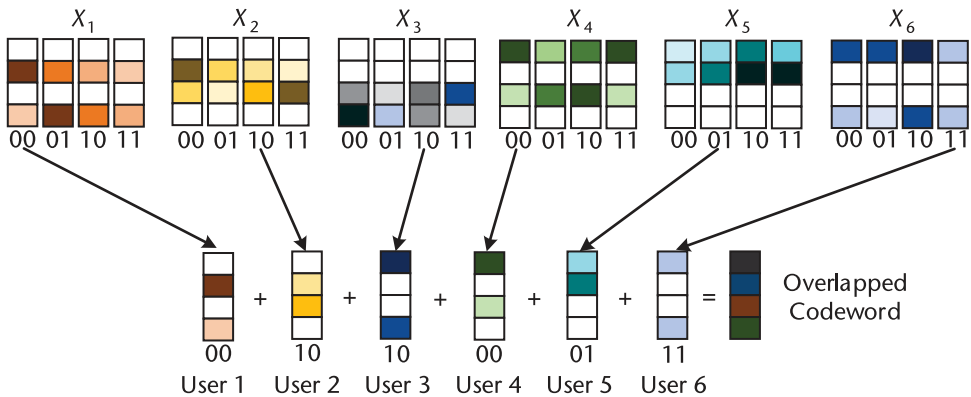 X1 X2 X3 X4 X5 X6
00 01 10 11 00 01 10 11 00 01 10 11 00 01 10 11 00 01 10 11 00 01 10 11
+ + + + + = Overlapped
Codeword
00 10 10 00 01 11
User 1 User 2 User 3 User 4 User 5 User 6